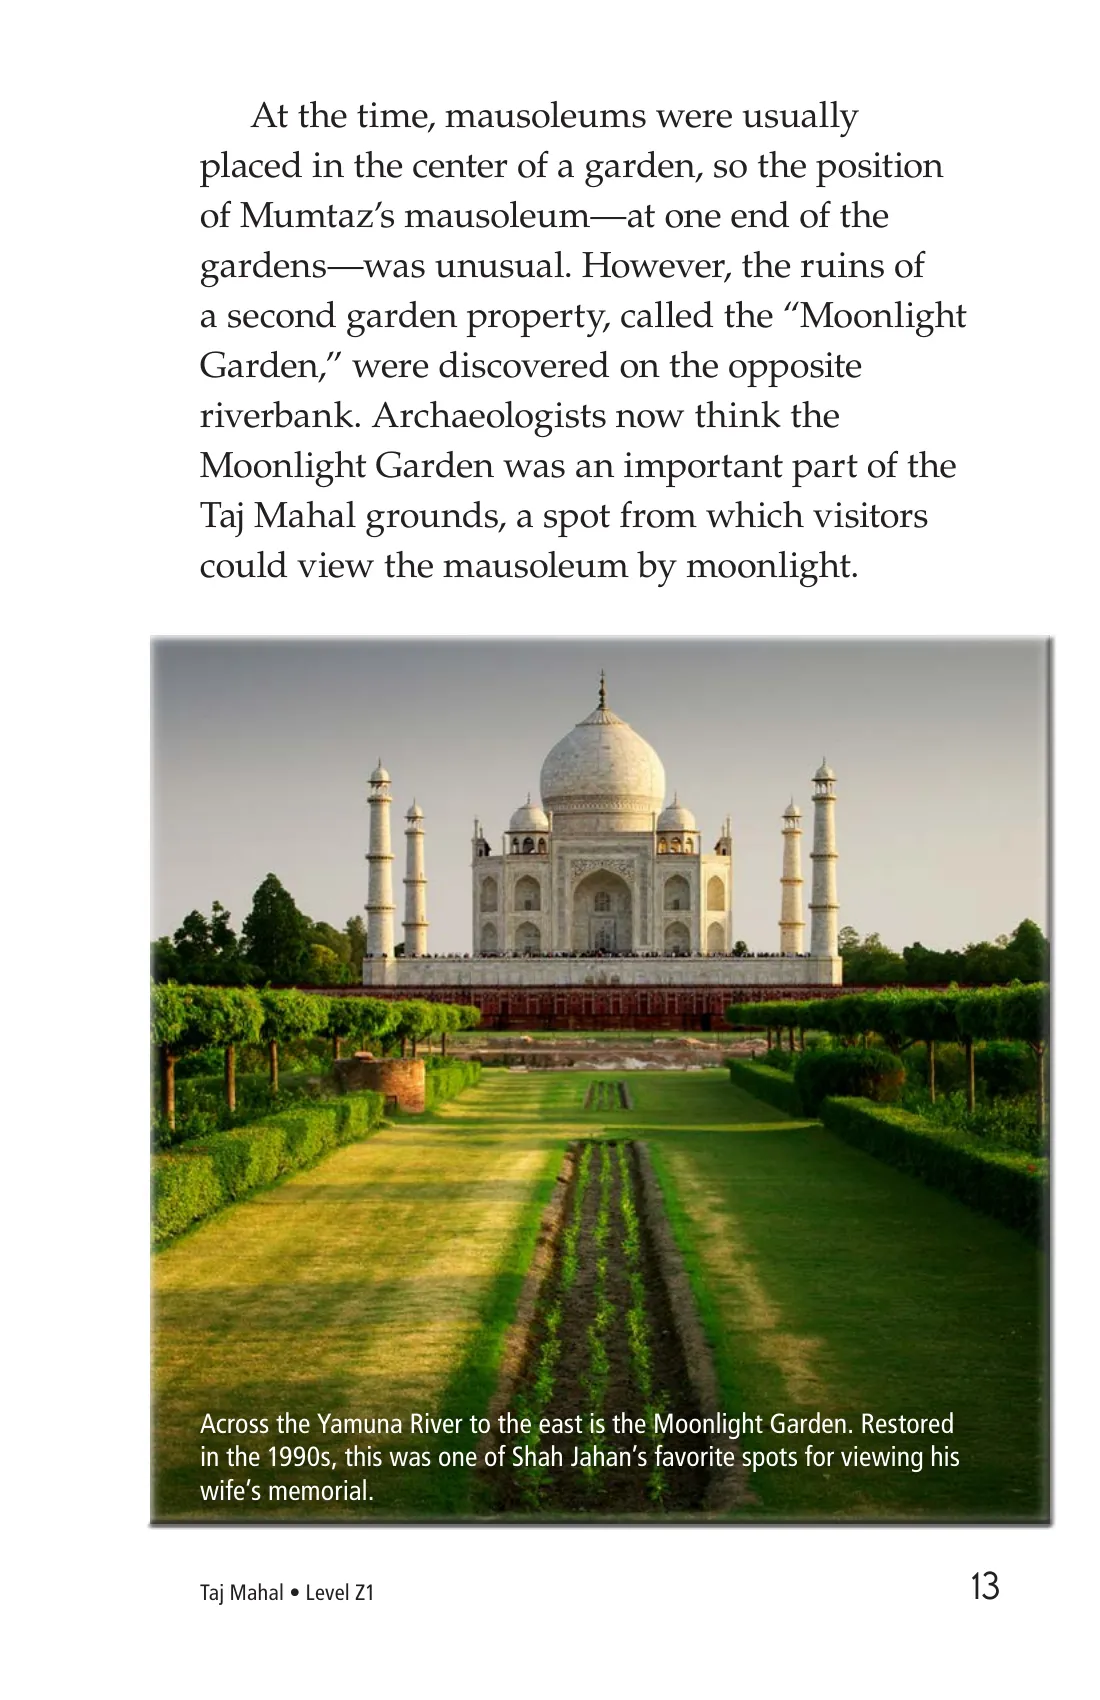 At the time, mausoleums were usually
placed in the center of a garden, so the position
of Mumtaz’s mausoleum—at one end of the
gardens—was unusual. However, the ruins of
a second garden property, called the “Moonlight
Garden,” were discovered on the opposite
riverbank. Archaeologists now think the
Moonlight Garden was an important part of the
Taj Mahal grounds, a spot from which visitors
could view the mausoleum by moonlight.
Across the Yamuna River to the east is the Moonlight Garden. Restored
in the 1990s, this was one of Shah Jahan’s favorite spots for viewing his
wife’s memorial.
Taj Mahal • Level Z1
13